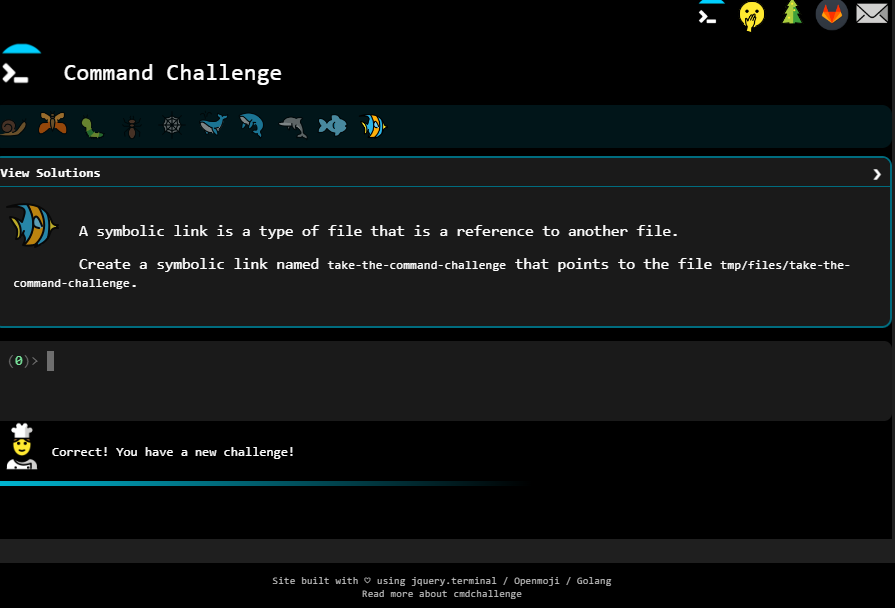 Command Challenge
View Solutions
A symbolic link is a type of file that is a reference to another file.
Create a symbolic link named take-the-command-challenge that points to the file tmp/files/take-the-
command-challenge.
(0)>
Correct! You have a new challenge!
Site built with ♡ using jquery.terminal / Openmoji / Golang
Read more about cmdchallenge